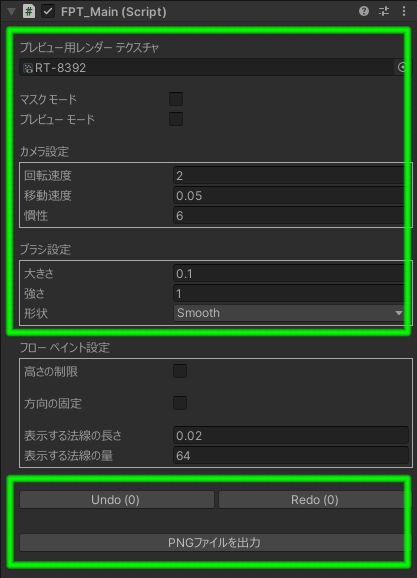 FPT_Main (Script)
プレビュー用レンダー テクスチャ
RT-8392
マスク モード
プレビュー モード
カメラ設定
回転速度 2
移動速度 0.05
慣性 6
ブラシ設定
大きさ 0.1
強さ 1
形状 Smooth
フロー ペイント設定
高さの制限
方向の固定
表示する法線の長さ 0.02
表示する法線の量 64
Undo (0) Redo (0)
PNGファイルを出力